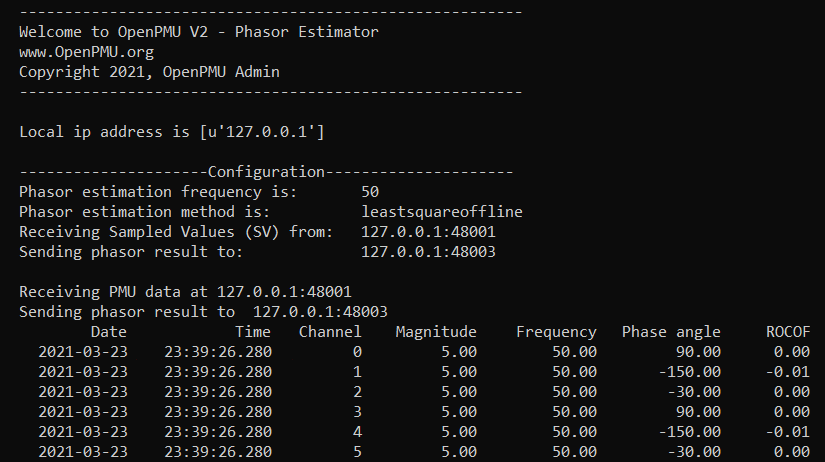 --------------------------------------------------------
Welcome to OpenPMU V2 - Phasor Estimator
www.OpenPMU.org
Copyright 2021, OpenPMU Admin
--------------------------------------------------------
Local ip address is [u'127.0.0.1']
---------------------Configuration---------------------
Phasor estimation frequency is: 50
Phasor estimation method is: leastsquareoffline
Receiving Sampled Values (SV) from: 127.0.0.1:48001
Sending phasor result to: 127.0.0.1:48003
Receiving PMU data at 127.0.0.1:48001
Sending phasor result to 127.0.0.1:48003
Date Time Channel Magnitude Frequency Phase angle ROCOF
2021-03-23 23:39:26.280 0 5.00 50.00 90.00 0.00
2021-03-23 23:39:26.280 1 5.00 50.00 -150.00 -0.01
2021-03-23 23:39:26.280 2 5.00 50.00 -30.00 0.00
2021-03-23 23:39:26.280 3 5.00 50.00 90.00 0.00
2021-03-23 23:39:26.280 4 5.00 50.00 -150.00 -0.01
2021-03-23 23:39:26.280 5 5.00 50.00 -30.00 0.00